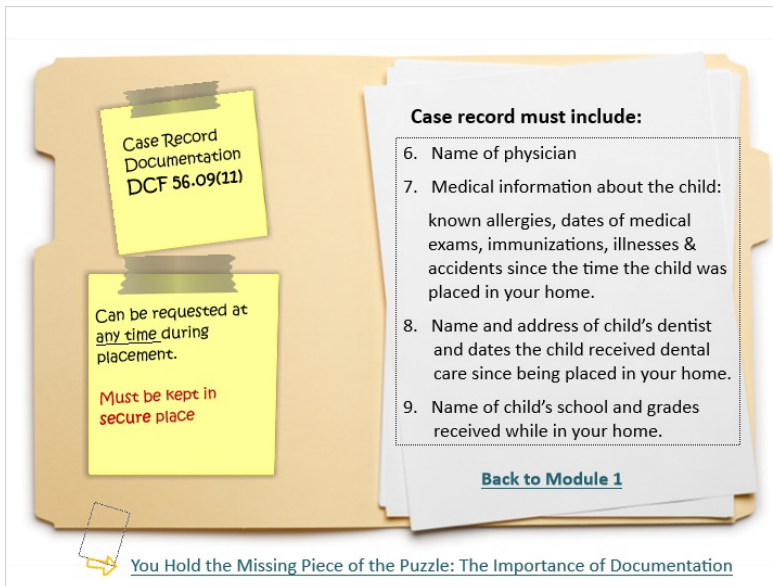 Case Record
Documentation
DCF 56.09(11)
Can be requested at
any time during
placement.
Must be kept in
secure place
Case record must include:
6. Name of physician
7. Medical information about the child:
known allergies, dates of medical
exams, immunizations, illnesses &
accidents since the time the child was
placed in your home.
8. Name and address of child's dentist
and dates the child received dental
care since being placed in your home.
9. Name of child's school and grades
received while in your home.
Back to Module 1
You Hold the Missing Piece of the Puzzle: The Importance of Documentation